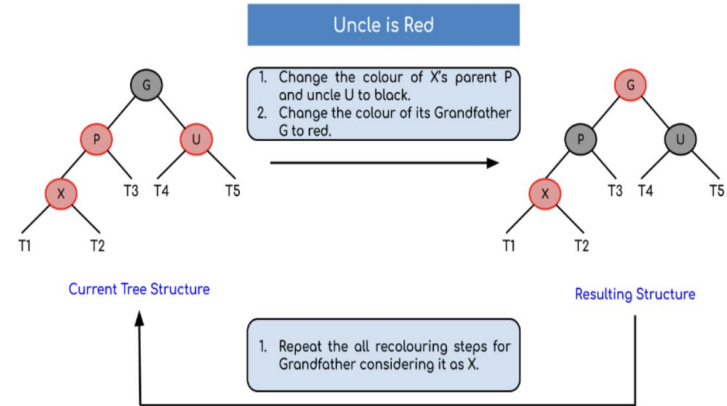 Uncle is Red
1. Change the colour of X's parent P
and uncle U to black.
2. Change the colour of its Grandfather
G to red.
G
P
U
X
T3
T4
T5
T1
T2
Current Tree Structure
G
P
U
X
T3
T4
T5
T1
T2
Resulting Structure
1. Repeat the all recolouring steps for
Grandfather considering it as X.